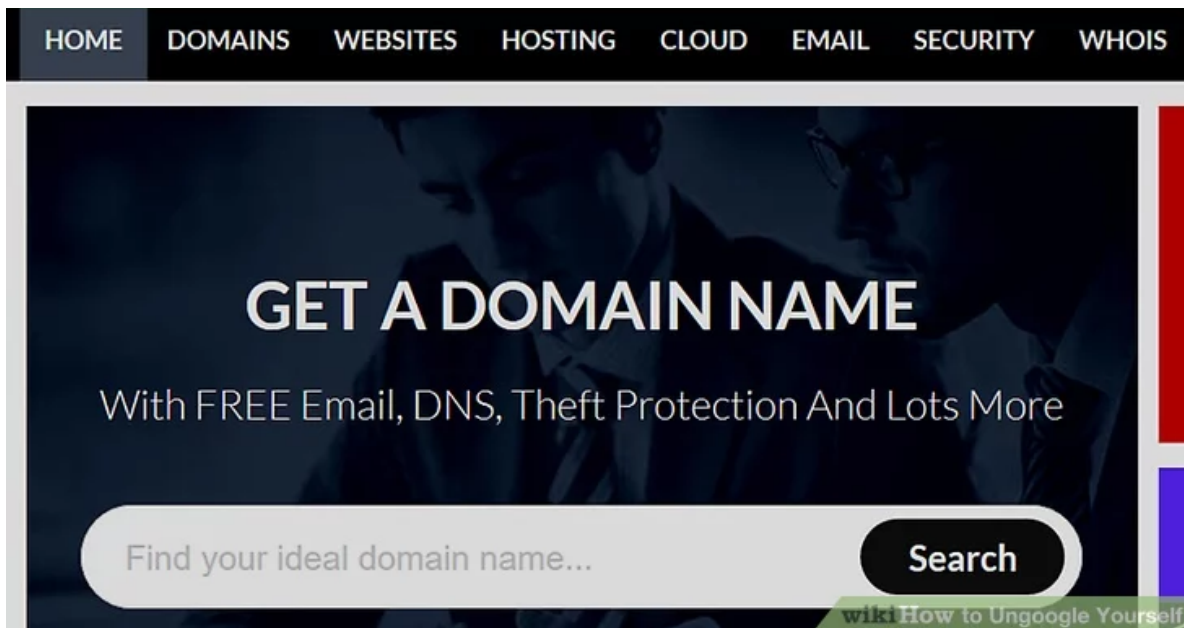 HOME DOMAINS WEBSITES HOSTING CLOUD EMAIL SECURITY WHOIS
GET A DOMAIN NAME
With FREE Email, DNS, Theft Protection And Lots More
Find your ideal domain name... Search
wikiHow to Ungoogle Yourself